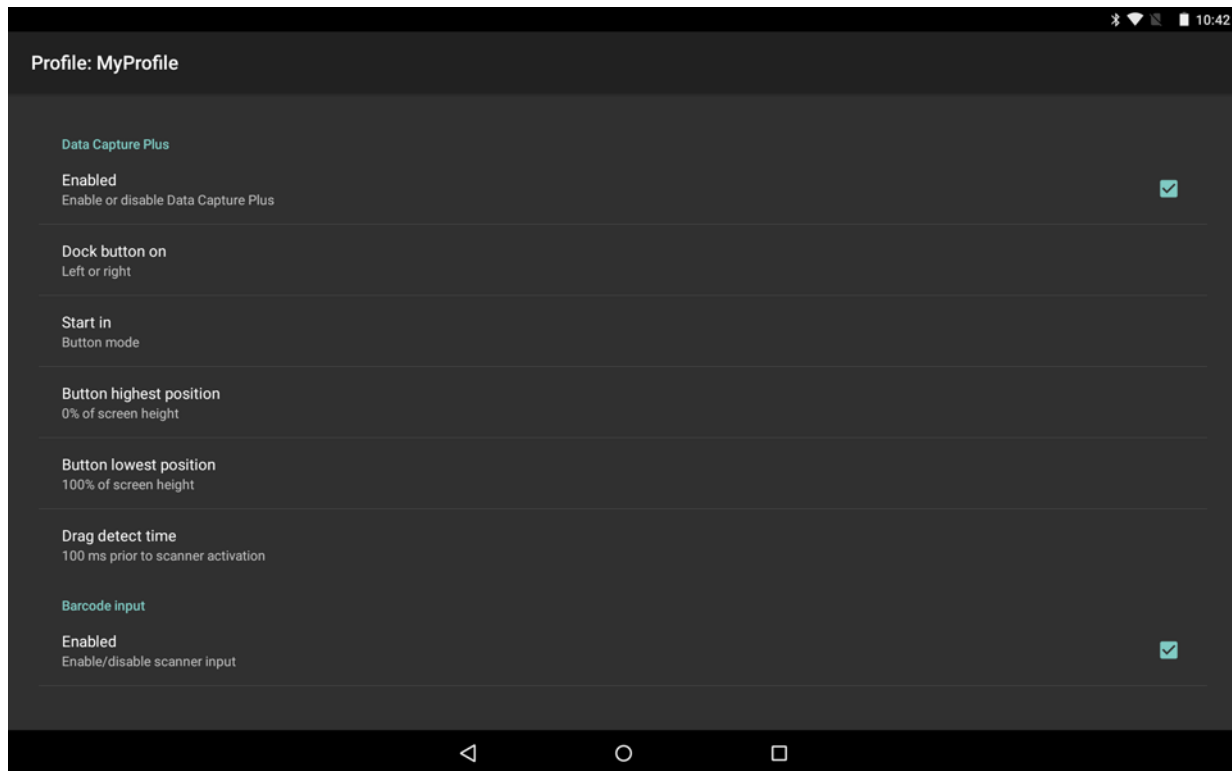 10:42
Profile: MyProfile
Data Capture Plus
Enabled
Enable or disable Data Capture Plus
Dock button on
Left or right
Start in
Button mode
Button highest position
0% of screen height
Button lowest position
100% of screen height
Drag detect time
100 ms prior to scanner activation
Barcode input
Enabled
Enable/disable scanner input